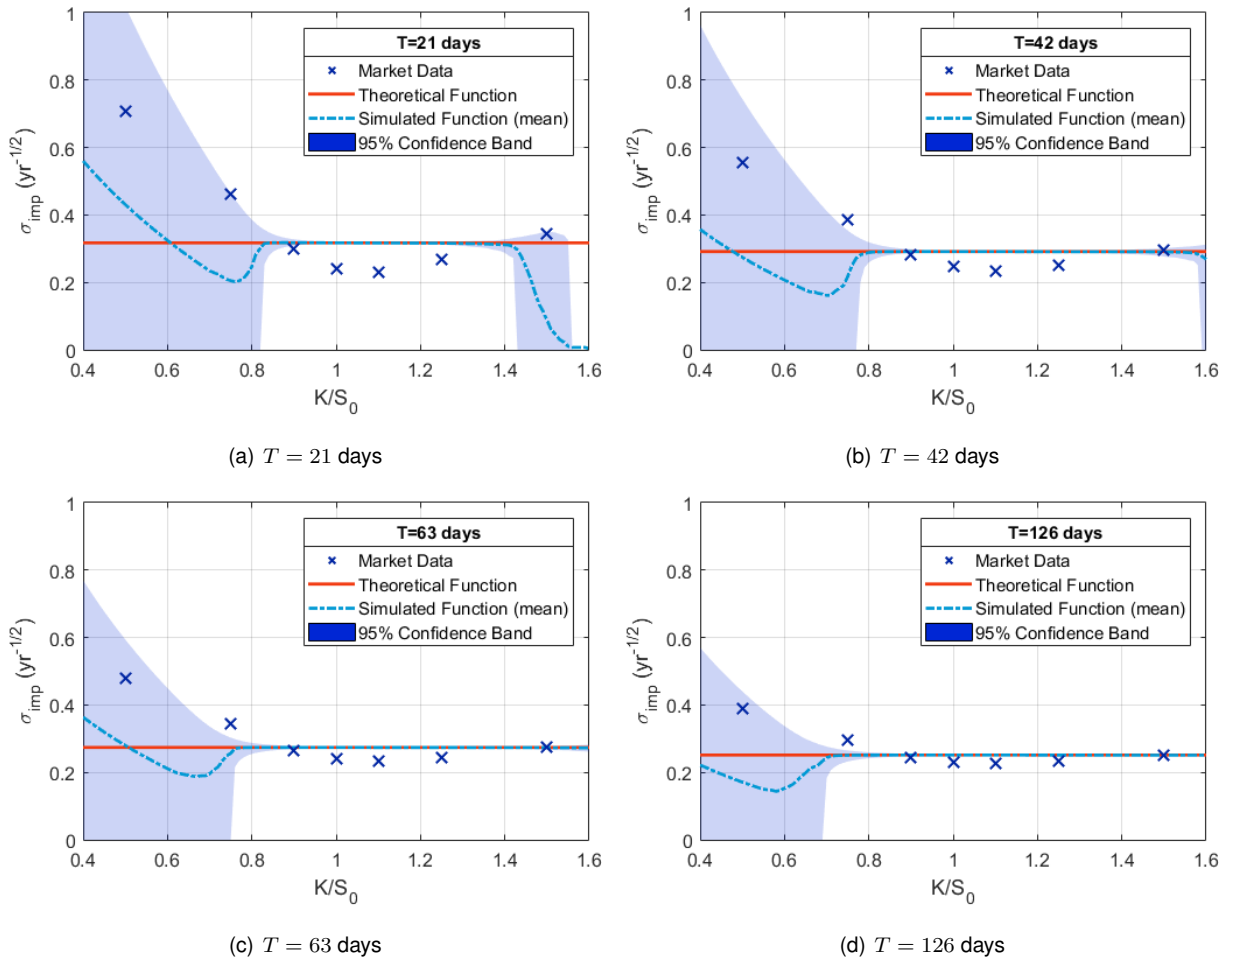 1
0.8
0.6
0.4
0.2
0
σimp (yr-1/2)
0.4 0.6 0.8 1 1.2 1.4 1.6
K/S0
T=21 days
Market Data
Theoretical Function
Simulated Function (mean)
95% Confidence Band
(a) T = 21 days
1
0.8
0.6
0.4
0.2
0
σimp (yr-1/2)
0.4 0.6 0.8 1 1.2 1.4 1.6
K/S0
T=42 days
Market Data
Theoretical Function
Simulated Function (mean)
95% Confidence Band
(b) T = 42 days
1
0.8
0.6
0.4
0.2
0
σimp (yr-1/2)
0.4 0.6 0.8 1 1.2 1.4 1.6
K/S0
T=63 days
Market Data
Theoretical Function
Simulated Function (mean)
95% Confidence Band
(c) T = 63 days
1
0.8
0.6
0.4
0.2
0
σimp (yr-1/2)
0.4 0.6 0.8 1 1.2 1.4 1.6
K/S0
T=126 days
Market Data
Theoretical Function
Simulated Function (mean)
95% Confidence Band
(d) T = 126 days